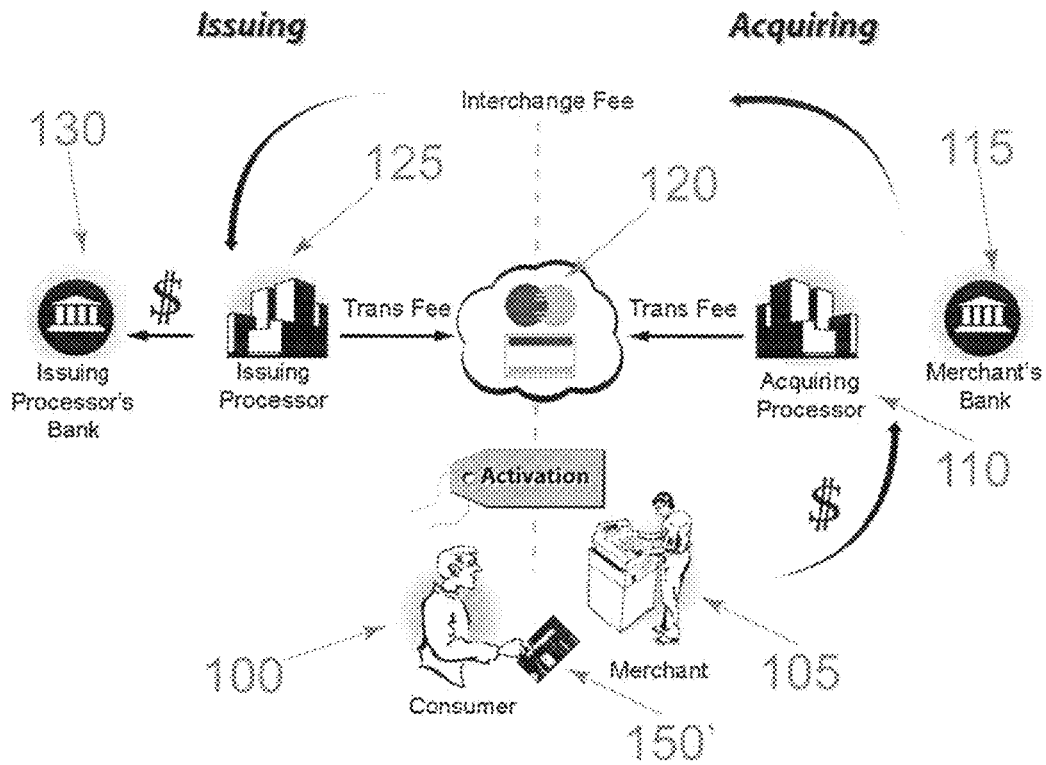 Issuing
Acquiring
Interchange Fee
130
125
120
115
$
Trans Fee
Trans Fee
Issuing
Processor's
Bank
Issuing
Processor
Acquiring
Processor
Merchant's
Bank
110
Activation
$
100
105
Merchant
Consumer
150'